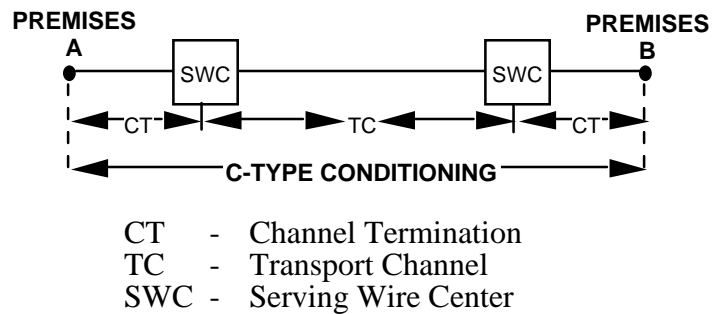 PREMISES A
PREMISES B
SWC
SWC
CT
TC
CT
C-TYPE CONDITIONING
CT - Channel Termination
TC - Transport Channel
SWC - Serving Wire Center